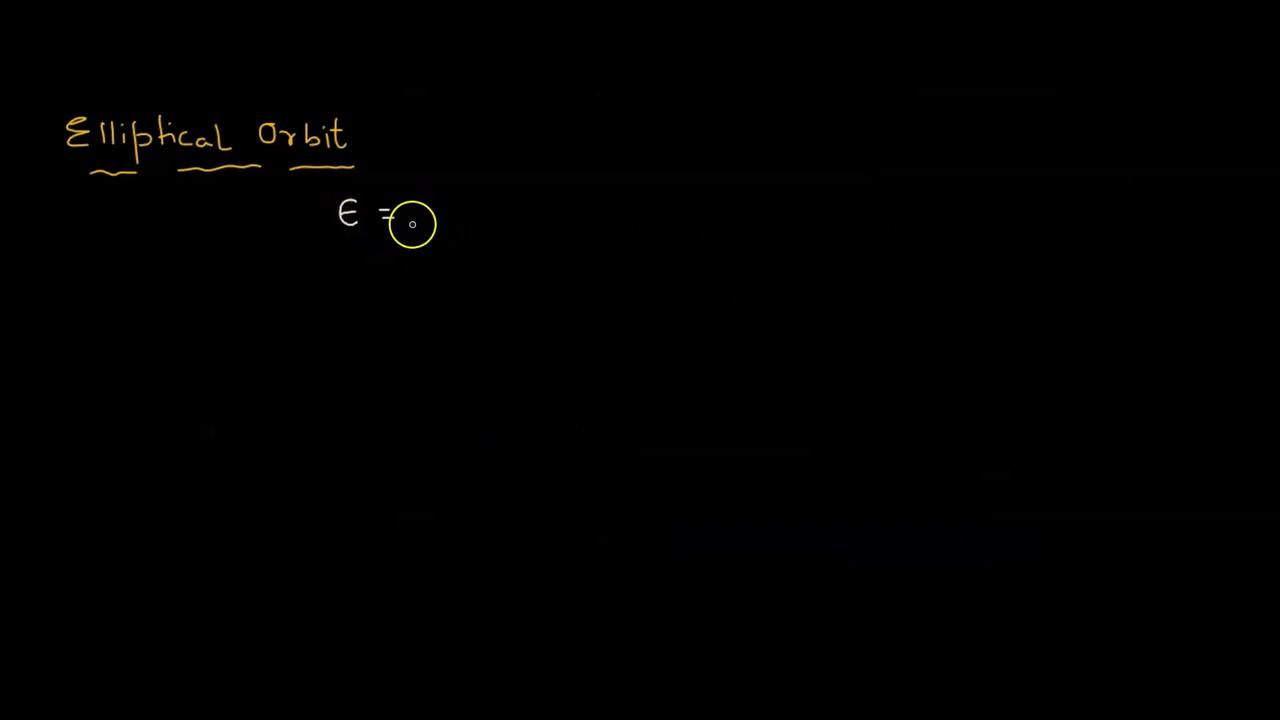 Elliptical Orbit
ϵ =